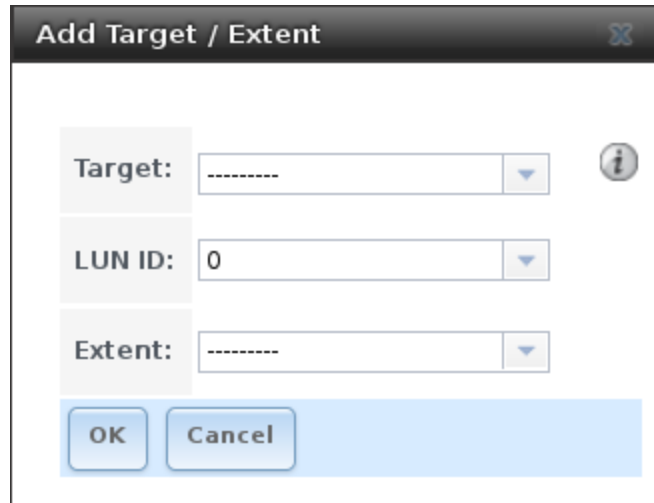 Add Target / Extent
Target: ---------
LUN ID: 0
Extent: ---------
OK Cancel